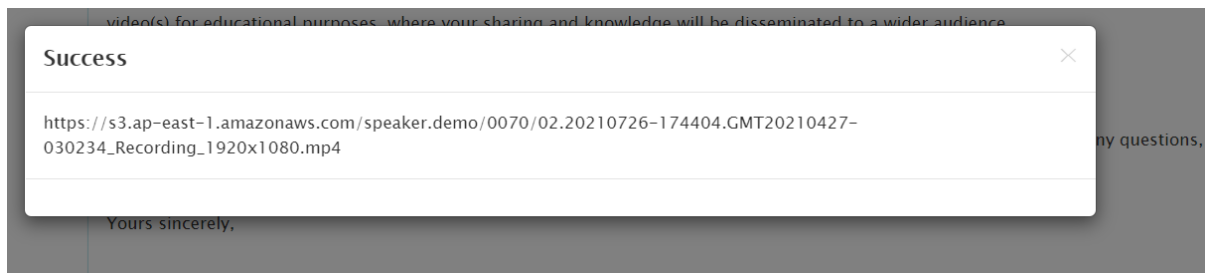 video(s) for educational purposes, where your sharing and knowledge will be disseminated to a wider audience
Success
https://s3.ap-east-1.amazonaws.com/speaker.demo/0070/02.20210726-174404.GMT20210427-
030234_Recording_1920x1080.mp4
ny questions,
Yours sincerely,